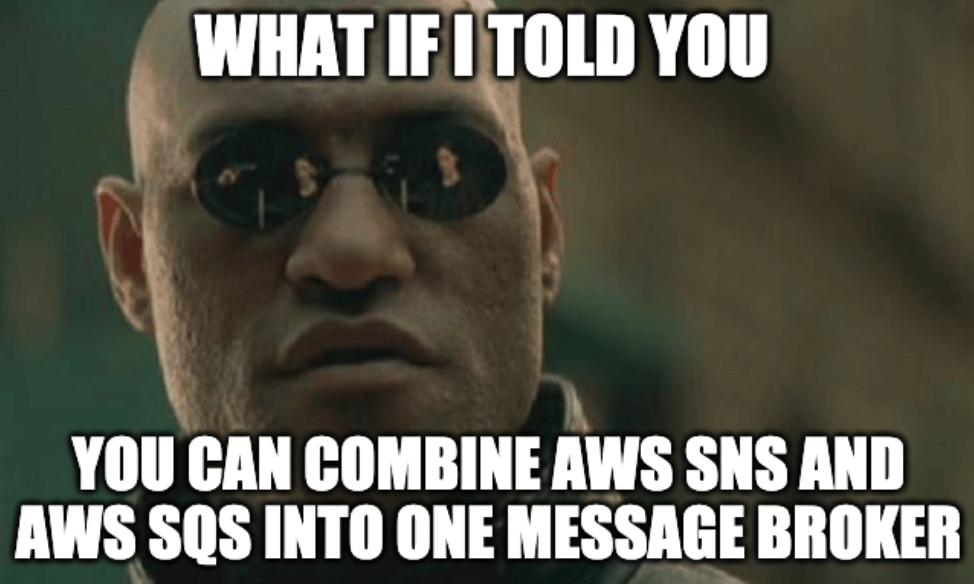 WHAT IF I TOLD YOU
YOU CAN COMBINE AWS SNS AND
AWS SQS INTO ONE MESSAGE BROKER